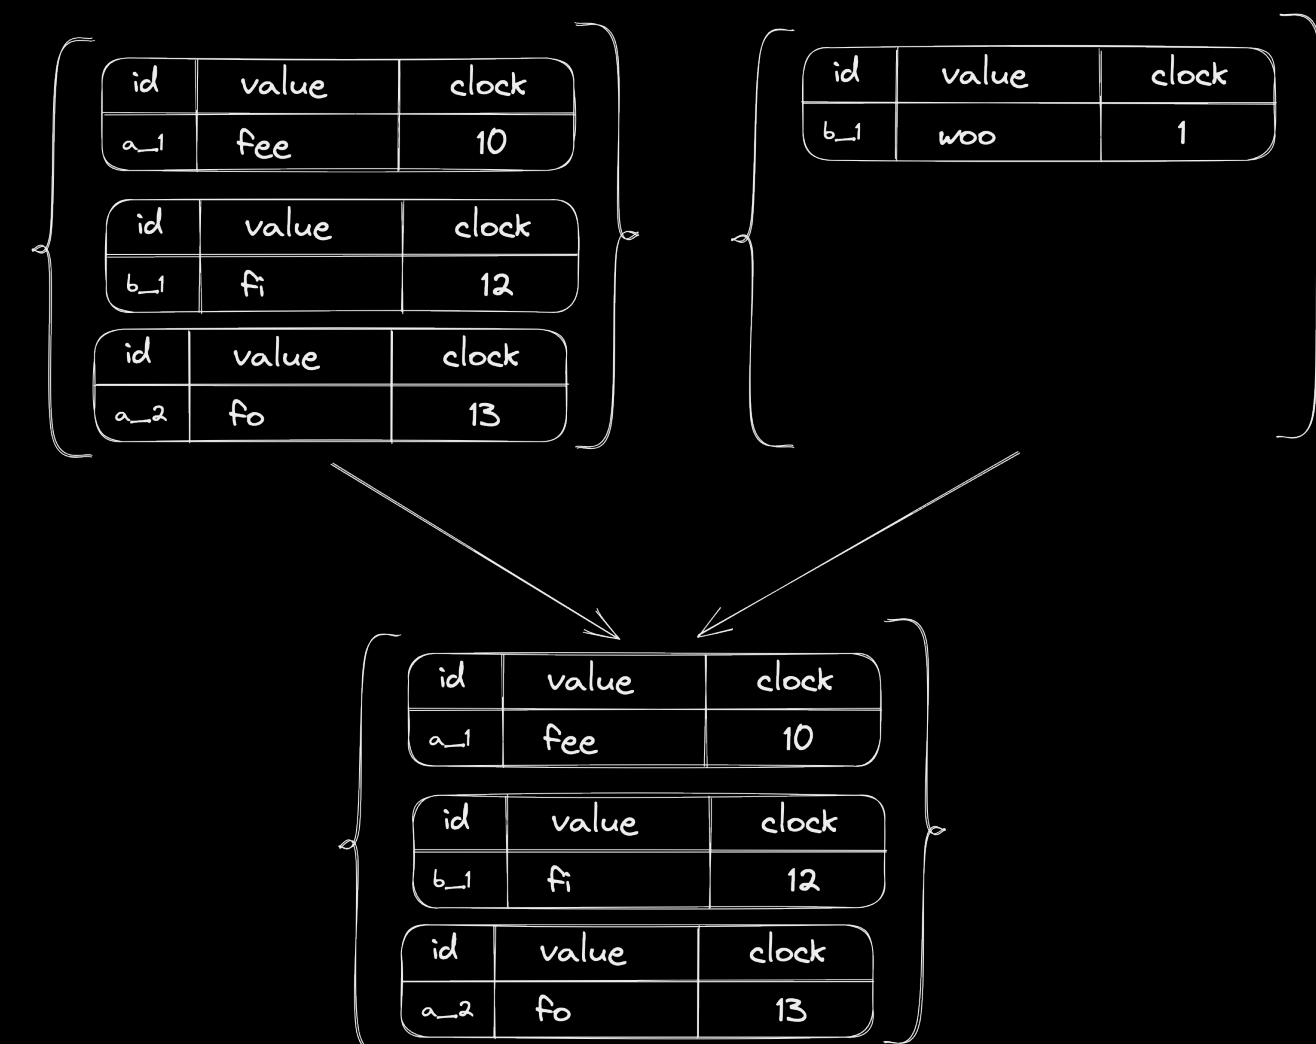 id value clock
a_1 fee 10
id value clock
b_1 fi 12
id value clock
a_2 fo 13
id value clock
b_1 woo 1
id value clock
a_1 fee 10
id value clock
b_1 fi 12
id value clock
a_2 fo 13